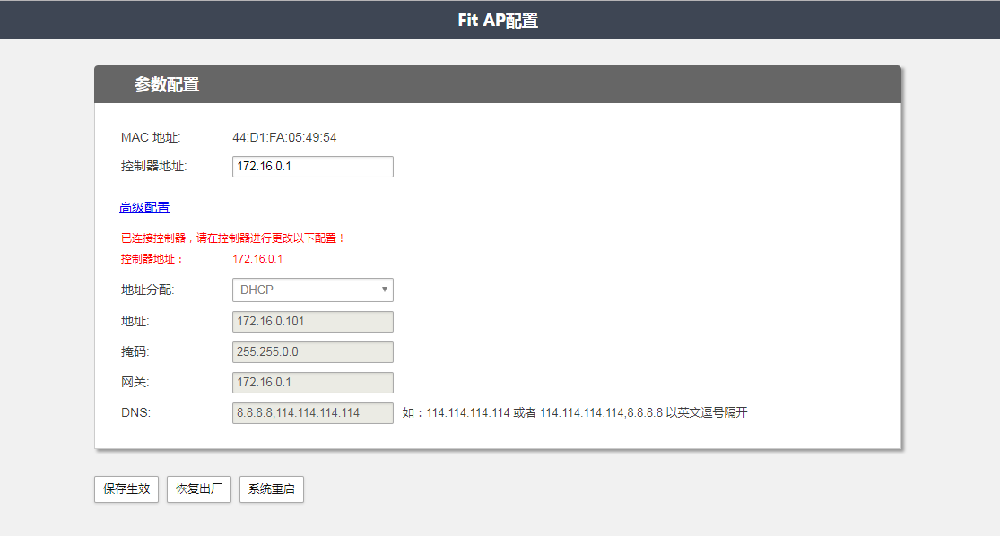 Fit AP配置
参数配置
MAC 地址: 44:D1:FA:05:49:54
控制器地址: 172.16.0.1
高级配置
已连接控制器，请在控制器进行更改以下配置！
控制器地址： 172.16.0.1
地址分配: DHCP
地址: 172.16.0.101
掩码: 255.255.0.0
网关: 172.16.0.1
DNS: 8.8.8.8,114.114.114.114 如：114.114.114.114 或者 114.114.114.114,8.8.8.8 以英文逗号隔开
保存生效 恢复出厂 系统重启